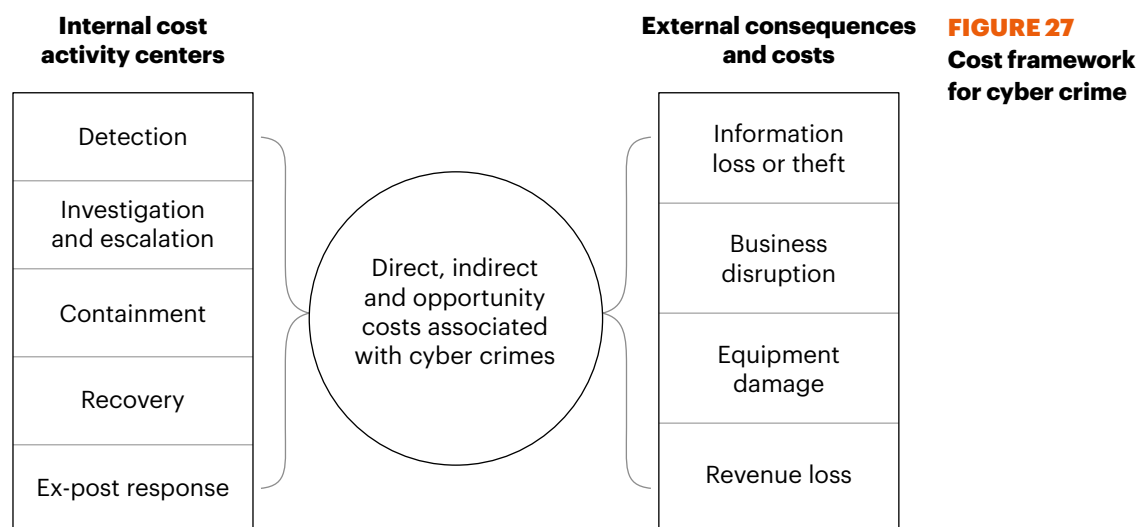 Internal cost
activity centers
Detection
Investigation
and escalation
Containment
Recovery
Ex-post response
Direct, indirect
and opportunity
costs associated
with cyber crimes
External consequences
and costs
Information
loss or theft
Business
disruption
Equipment
damage
Revenue loss
FIGURE 27
Cost framework
for cyber crime